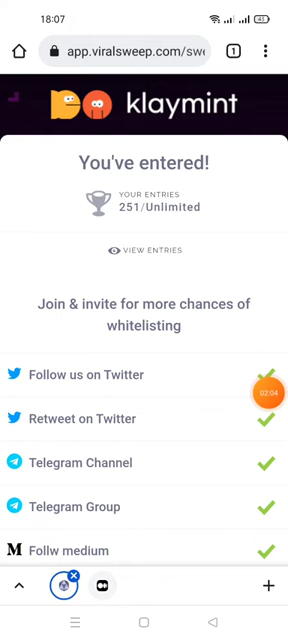 18:07
41
app.viralsweep.com/swe
1
klaymint
You've entered!
YOUR ENTRIES
251/Unlimited
VIEW ENTRIES
Join & invite for more chances of
whitelisting
Follow us on Twitter
02:04
Retweet on Twitter
Telegram Channel
Telegram Group
M Follw medium